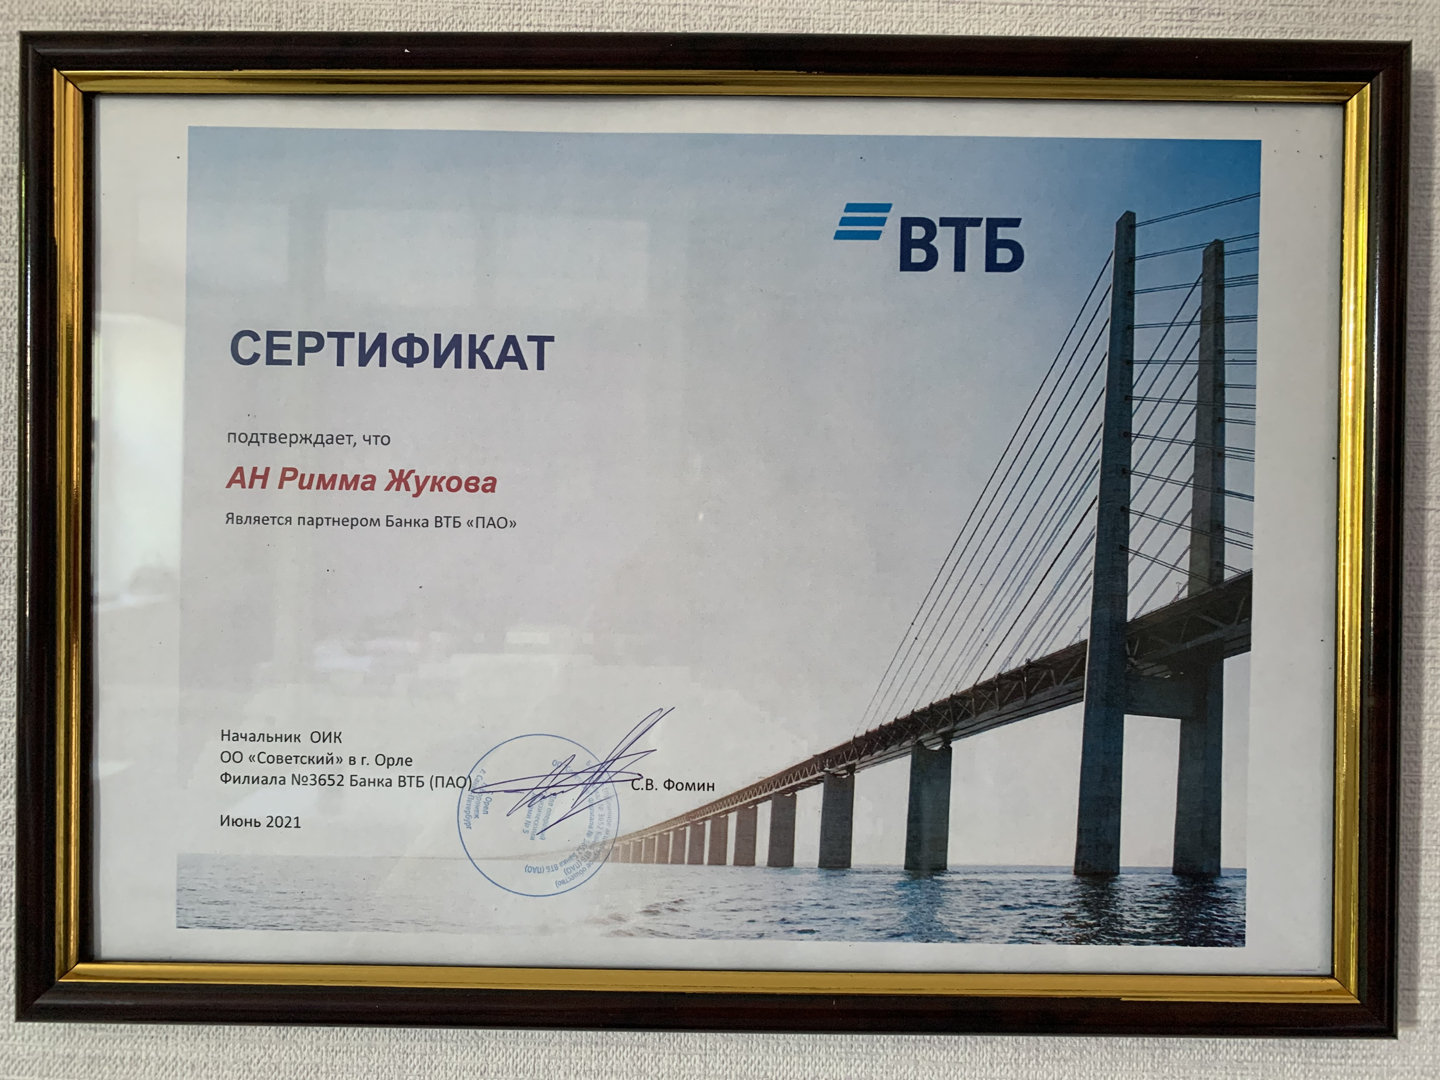 ВТБ
СЕРТИФИКАТ
подтверждает, что
АН Римма Жукова
Является партнером Банка ВТБ «ПАО»
Начальник ОИК
ОО «Советский» в г. Орле
Филиала №3652 Банка ВТБ (ПАО)
С.В. Фомин
Июнь 2021